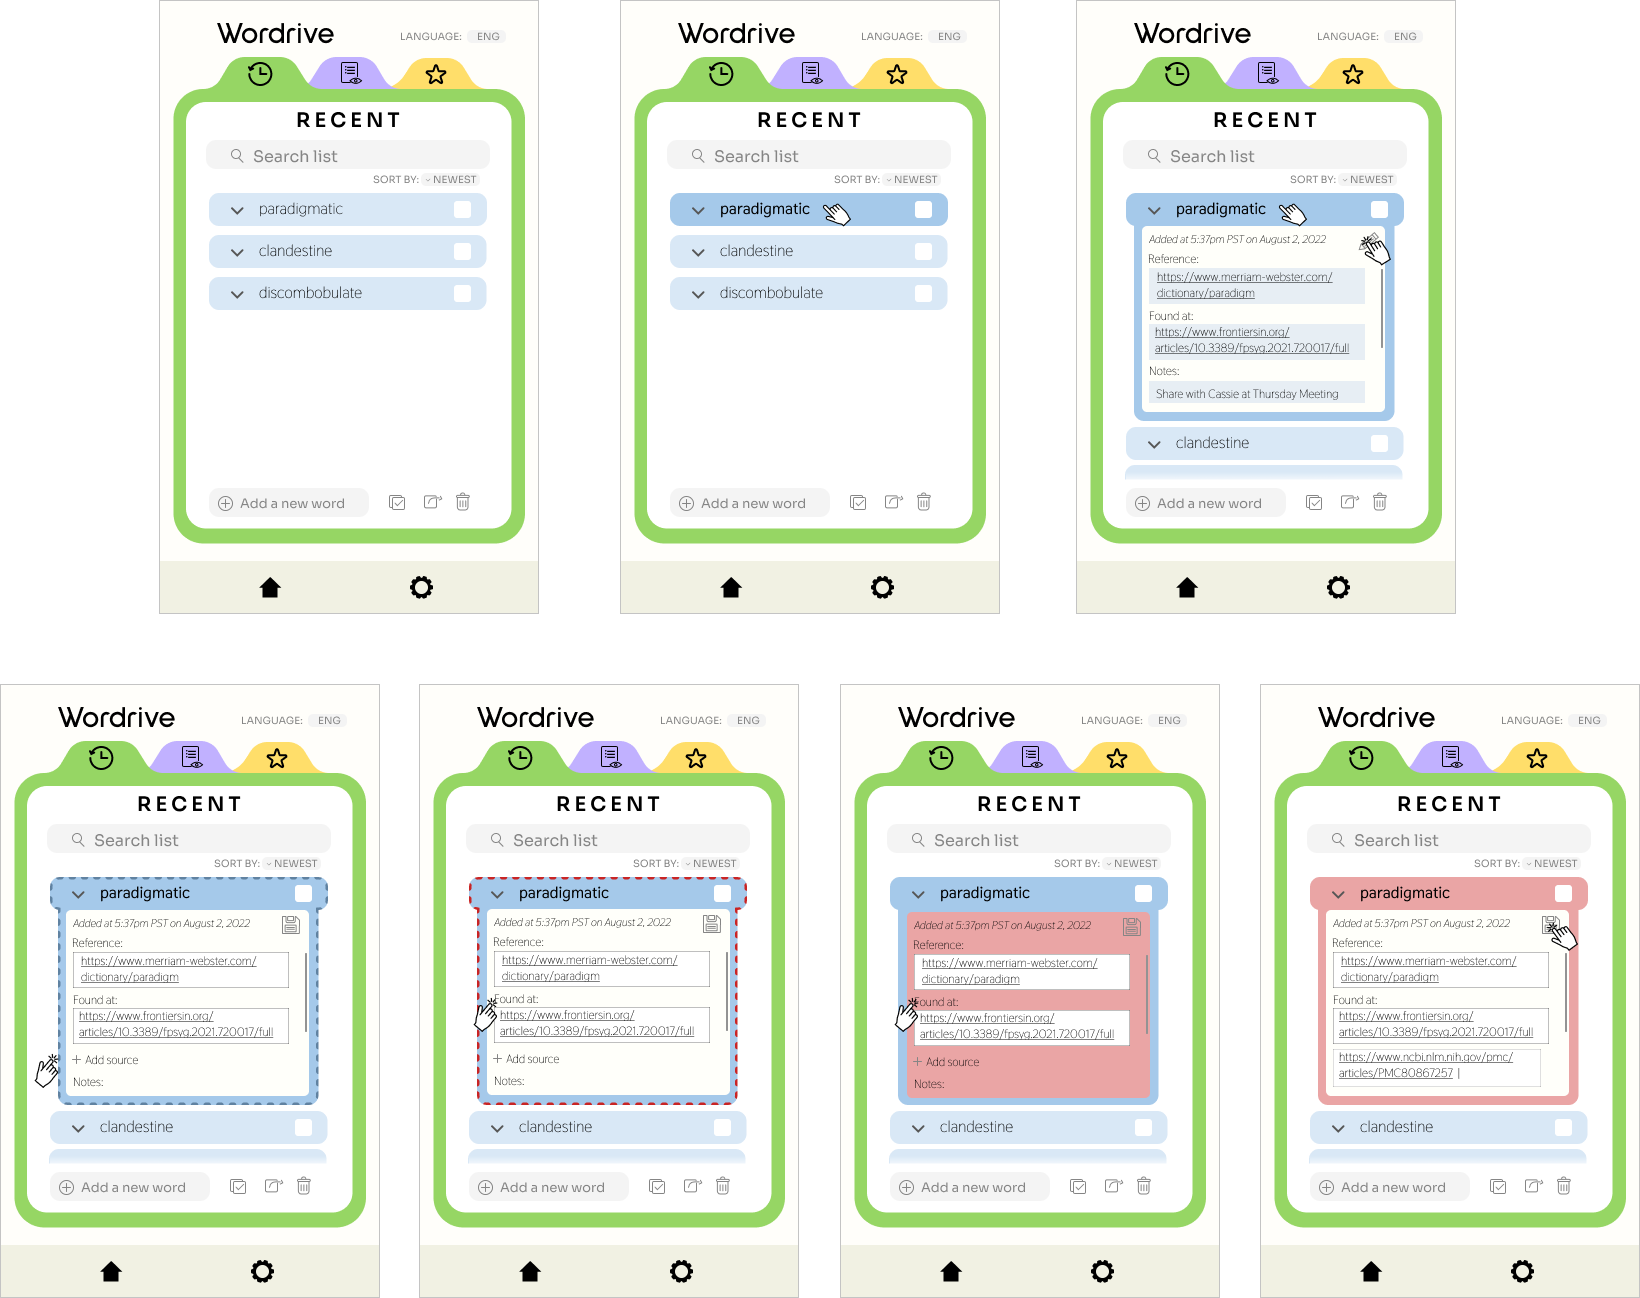 Wordrive
LANGUAGE: ENG
RECENT
Search list
SORT BY: NEWEST
paradigmatic
clandestine
discombobulate
Add a new word
Wordrive
LANGUAGE: ENG
RECENT
Search list
SORT BY: NEWEST
paradigmatic
clandestine
discombobulate
Add a new word
Wordrive
LANGUAGE: ENG
RECENT
Search list
SORT BY: NEWEST
paradigmatic
Added at 5:37pm PST on August 2, 2022
Reference:
https://www.merriam-webster.com/
dictionary/paradigm
Found at:
https://www.frontiersin.org/
articles/10.3389/fpsyg.2021.720017/full
Notes:
Share with Cassie at Thursday Meeting
clandestine
Add a new word
Wordrive
LANGUAGE: ENG
RECENT
Search list
SORT BY: NEWEST
paradigmatic
Added at 5:37pm PST on August 2, 2022
Reference:
https://www.merriam-webster.com/
dictionary/paradigm
Found at:
https://www.frontiersin.org/
articles/10.3389/fpsyg.2021.720017/full
+ Add source
Notes:
clandestine
Add a new word
Wordrive
LANGUAGE: ENG
RECENT
Search list
SORT BY: NEWEST
paradigmatic
Added at 5:37pm PST on August 2, 2022
Reference:
https://www.merriam-webster.com/
dictionary/paradigm
Found at:
https://www.frontiersin.org/
articles/10.3389/fpsyg.2021.720017/full
+ Add source
Notes:
clandestine
Add a new word
Wordrive
LANGUAGE: ENG
RECENT
Search list
SORT BY: NEWEST
paradigmatic
Added at 5:37pm PST on August 2, 2022
Reference:
https://www.merriam-webster.com/
dictionary/paradigm
Found at:
https://www.frontiersin.org/
articles/10.3389/fpsyg.2021.720017/full
+ Add source
Notes:
clandestine
Add a new word
Wordrive
LANGUAGE: ENG
RECENT
Search list
SORT BY: NEWEST
paradigmatic
Added at 5:37pm PST on August 2, 2022
Reference:
https://www.merriam-webster.com/
dictionary/paradigm
Found at:
https://www.frontiersin.org/
articles/10.3389/fpsyg.2021.720017/full
https://www.ncbi.nlm.nih.gov/pmc/
articles/PMC80867257 |
clandestine
Add a new word